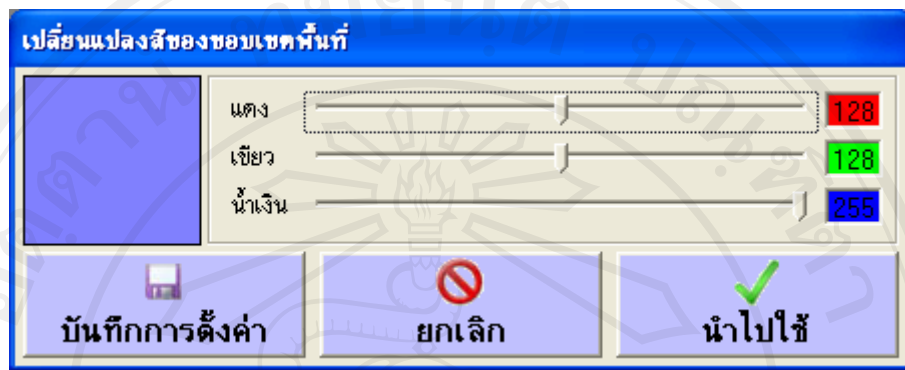 เปลี่ยนแปลงสีของขอบเขตพื้นที่
แดง 128
เขียว 128
น้ำเงิน 255
บันทึกการตั้งค่า ยกเลิก นำไปใช้